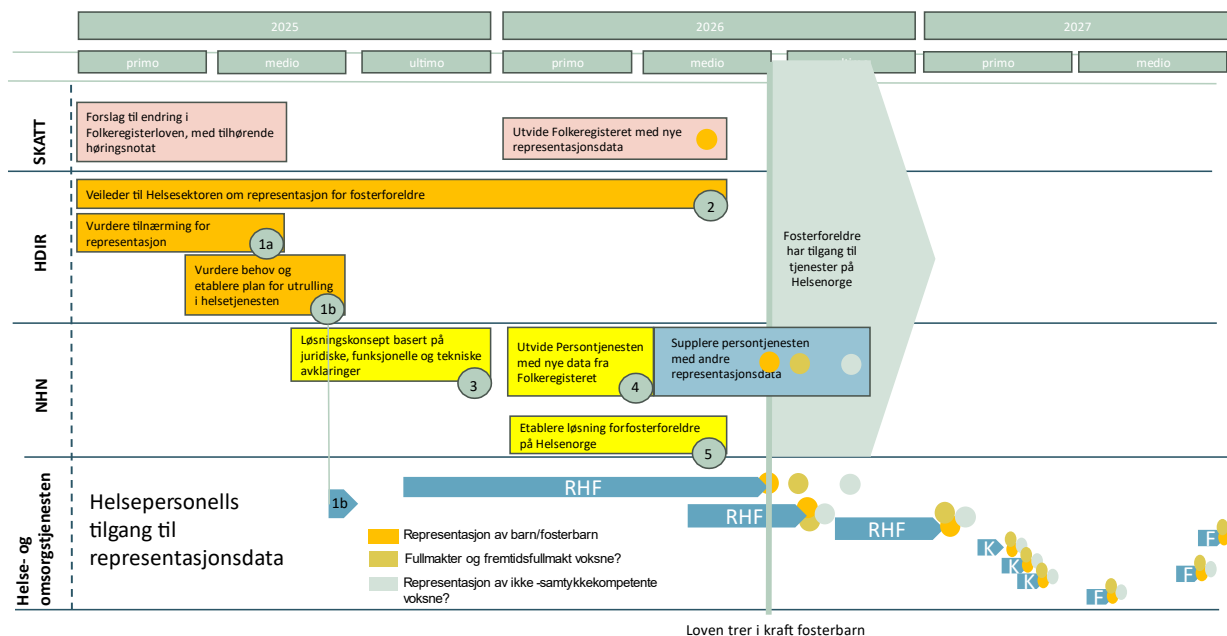 2025
2026
2027
primo
medio
ultimo
primo
medio
primo
medio
SKATT
Forslag til endring i
Folkeregisterloven, med tilhørende
høringsnotat
Utvide Folkeregisteret med nye
representasjonsdata
HDIR
Veileder til Helsesektoren om representasjon for fosterforeldre
2
Vurdere tilnærming for
representasjon
1a
Vurdere behov og
etablere plan for utrulling
i helsetjenesten
1b
Fosterforeldre
har tilgang til
tjenester på
Helsenorge
NHN
Løsningskonsept basert på
juridiske, funksjonelle og tekniske
avklaringer
3
Utvide Persontjenesten
med nye data fra
Folkeregisteret
4
Supplere persontjenesten
med andre
representasjonsdata
Etablere løsning forfosterforeldre
på Helsenorge
5
Helse- og
omsorgstjenesten
Helsepersonells
tilgang til
representasjonsdata
1b
RHF
RHF
RHF
K
K
K
F
F
F
Representasjon av barn/fosterbarn
Fullmakter og fremtidsfullmakt voksne?
Representasjon av ikke -samtykkekompetente
voksne?
Loven trer i kraft fosterbarn